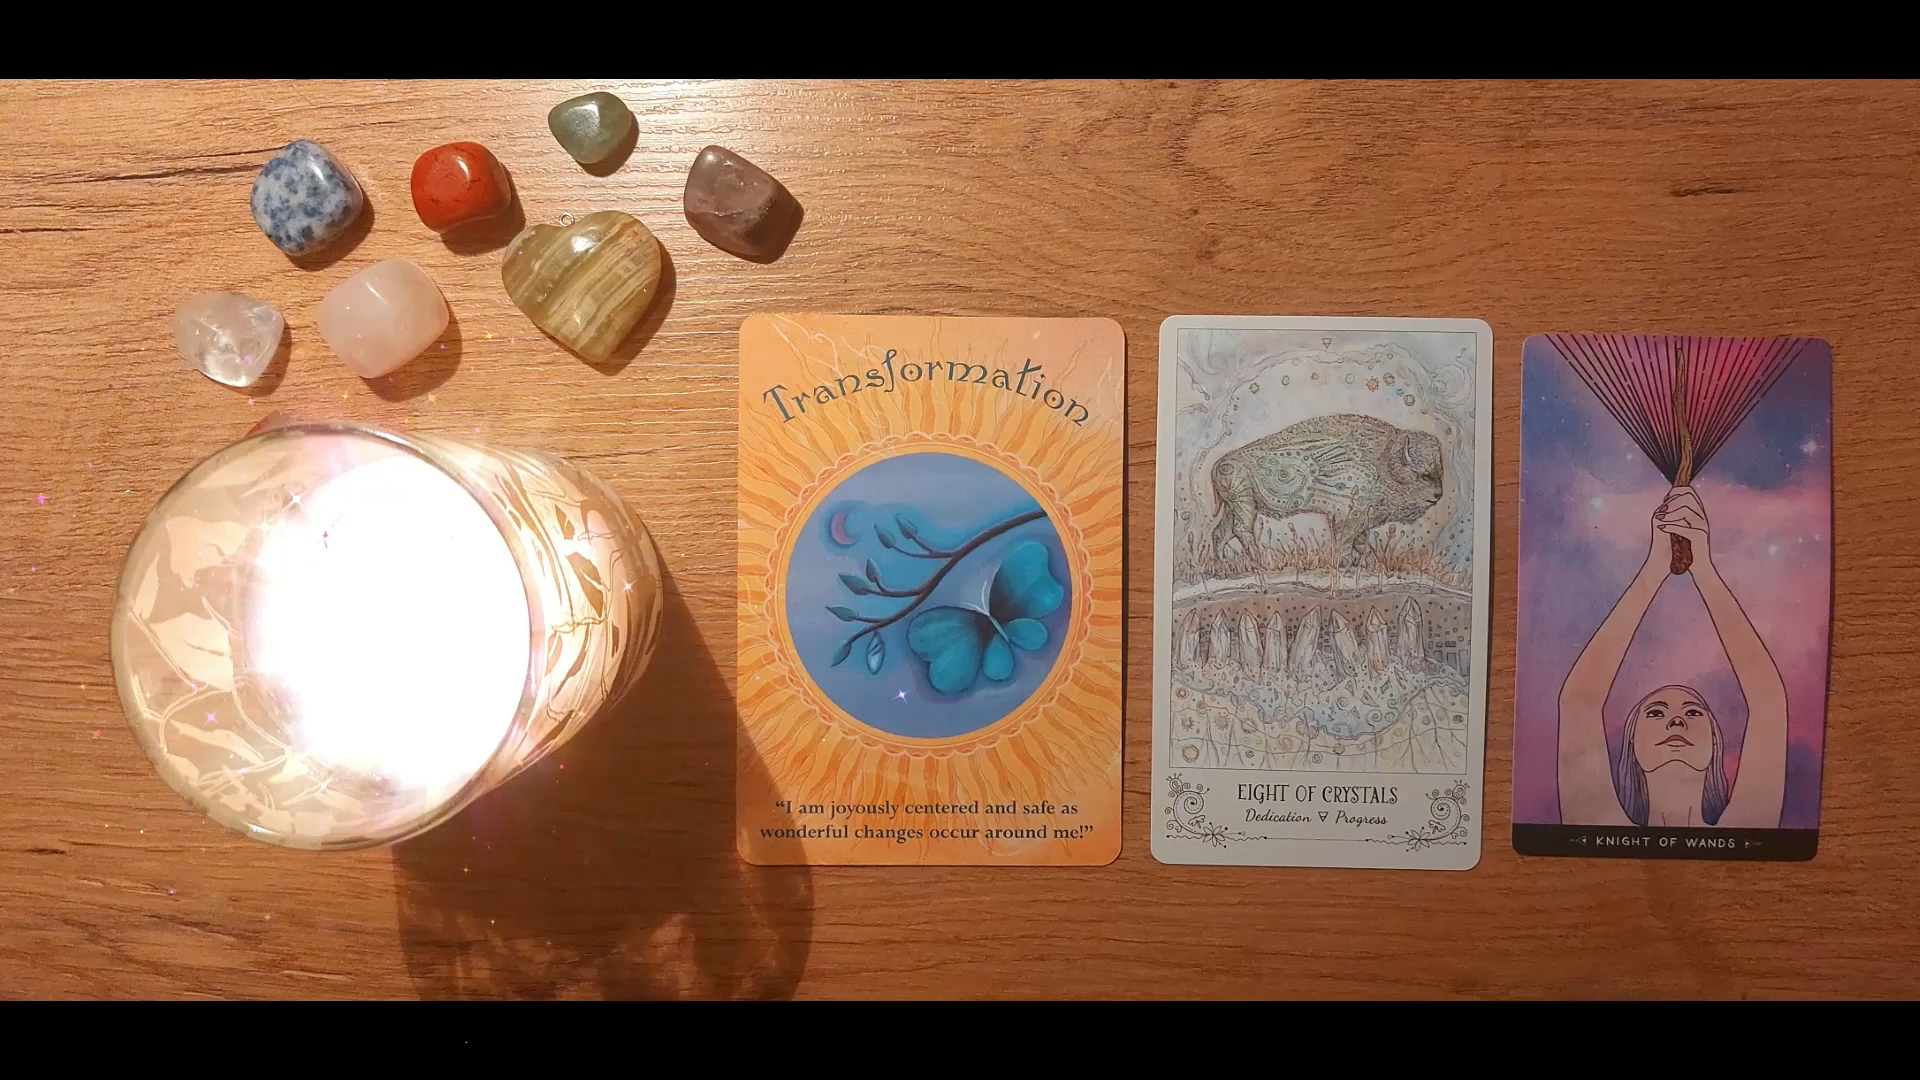 Transformation
“I am joyously centered and safe as
wonderful changes occur around me!”
EIGHT OF CRYSTALS
Dedication ▽ Progress
KNIGHT OF WANDS